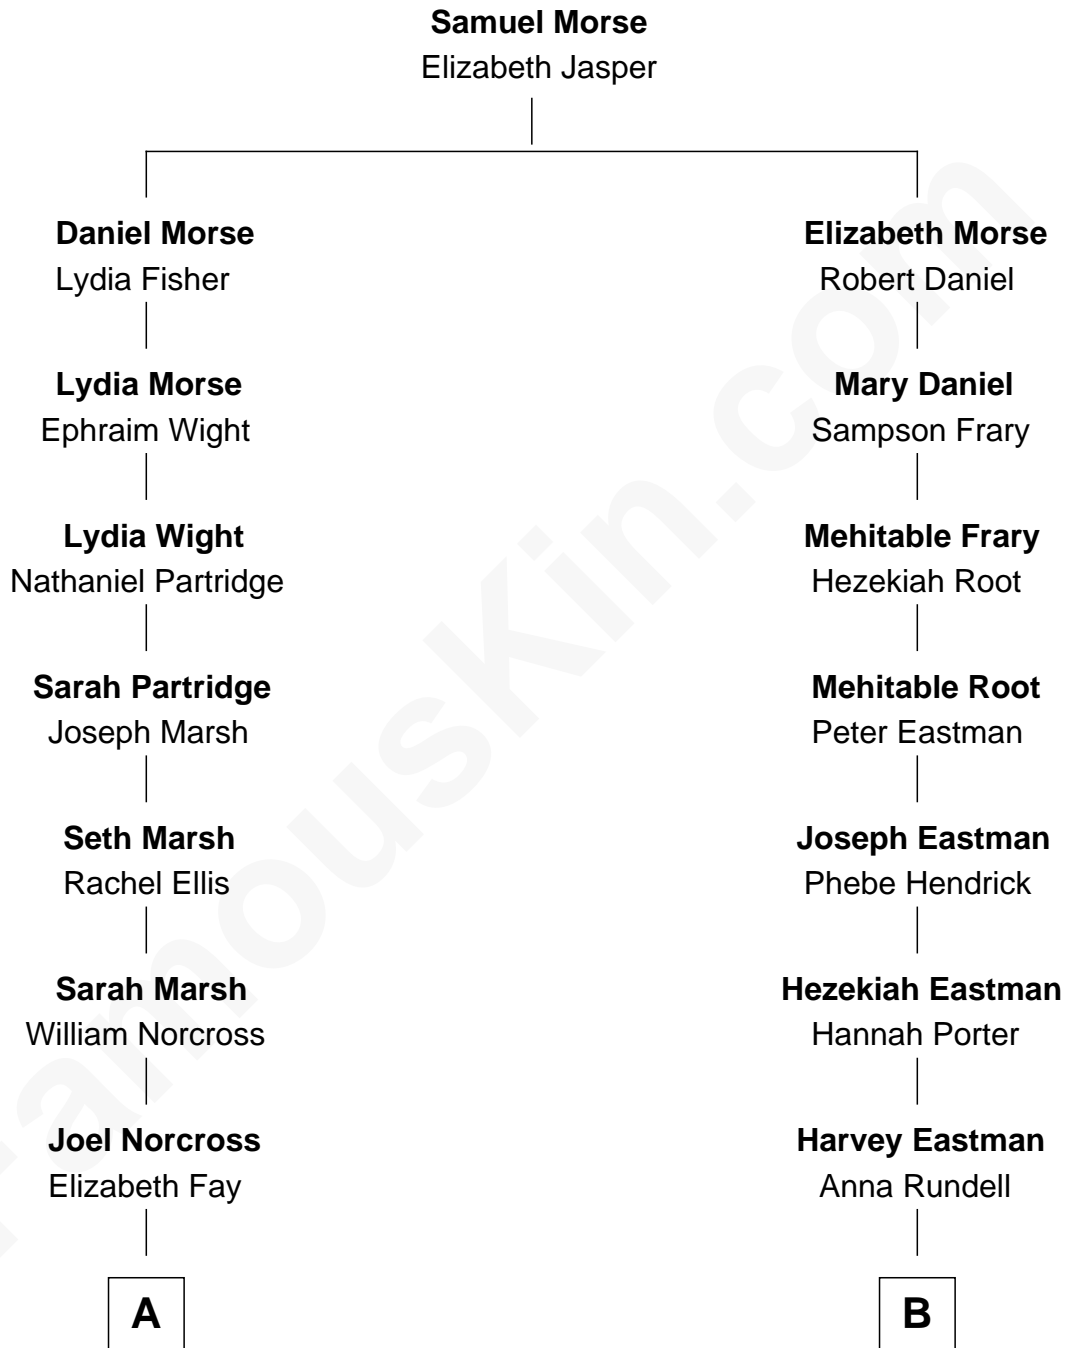 Samuel Morse
Elizabeth Jasper
Daniel Morse
Lydia Fisher
Elizabeth Morse
Robert Daniel
Lydia Morse
Ephraim Wight
Mary Daniel
Sampson Frary
Lydia Wight
Nathaniel Partridge
Mehitable Frary
Hezekiah Root
Sarah Partridge
Joseph Marsh
Mehitable Root
Peter Eastman
Seth Marsh
Rachel Ellis
Joseph Eastman
Phebe Hendrick
Sarah Marsh
William Norcross
Hezekiah Eastman
Hannah Porter
Joel Norcross
Elizabeth Fay
Harvey Eastman
Anna Rundell
A
B
FamousKin.com